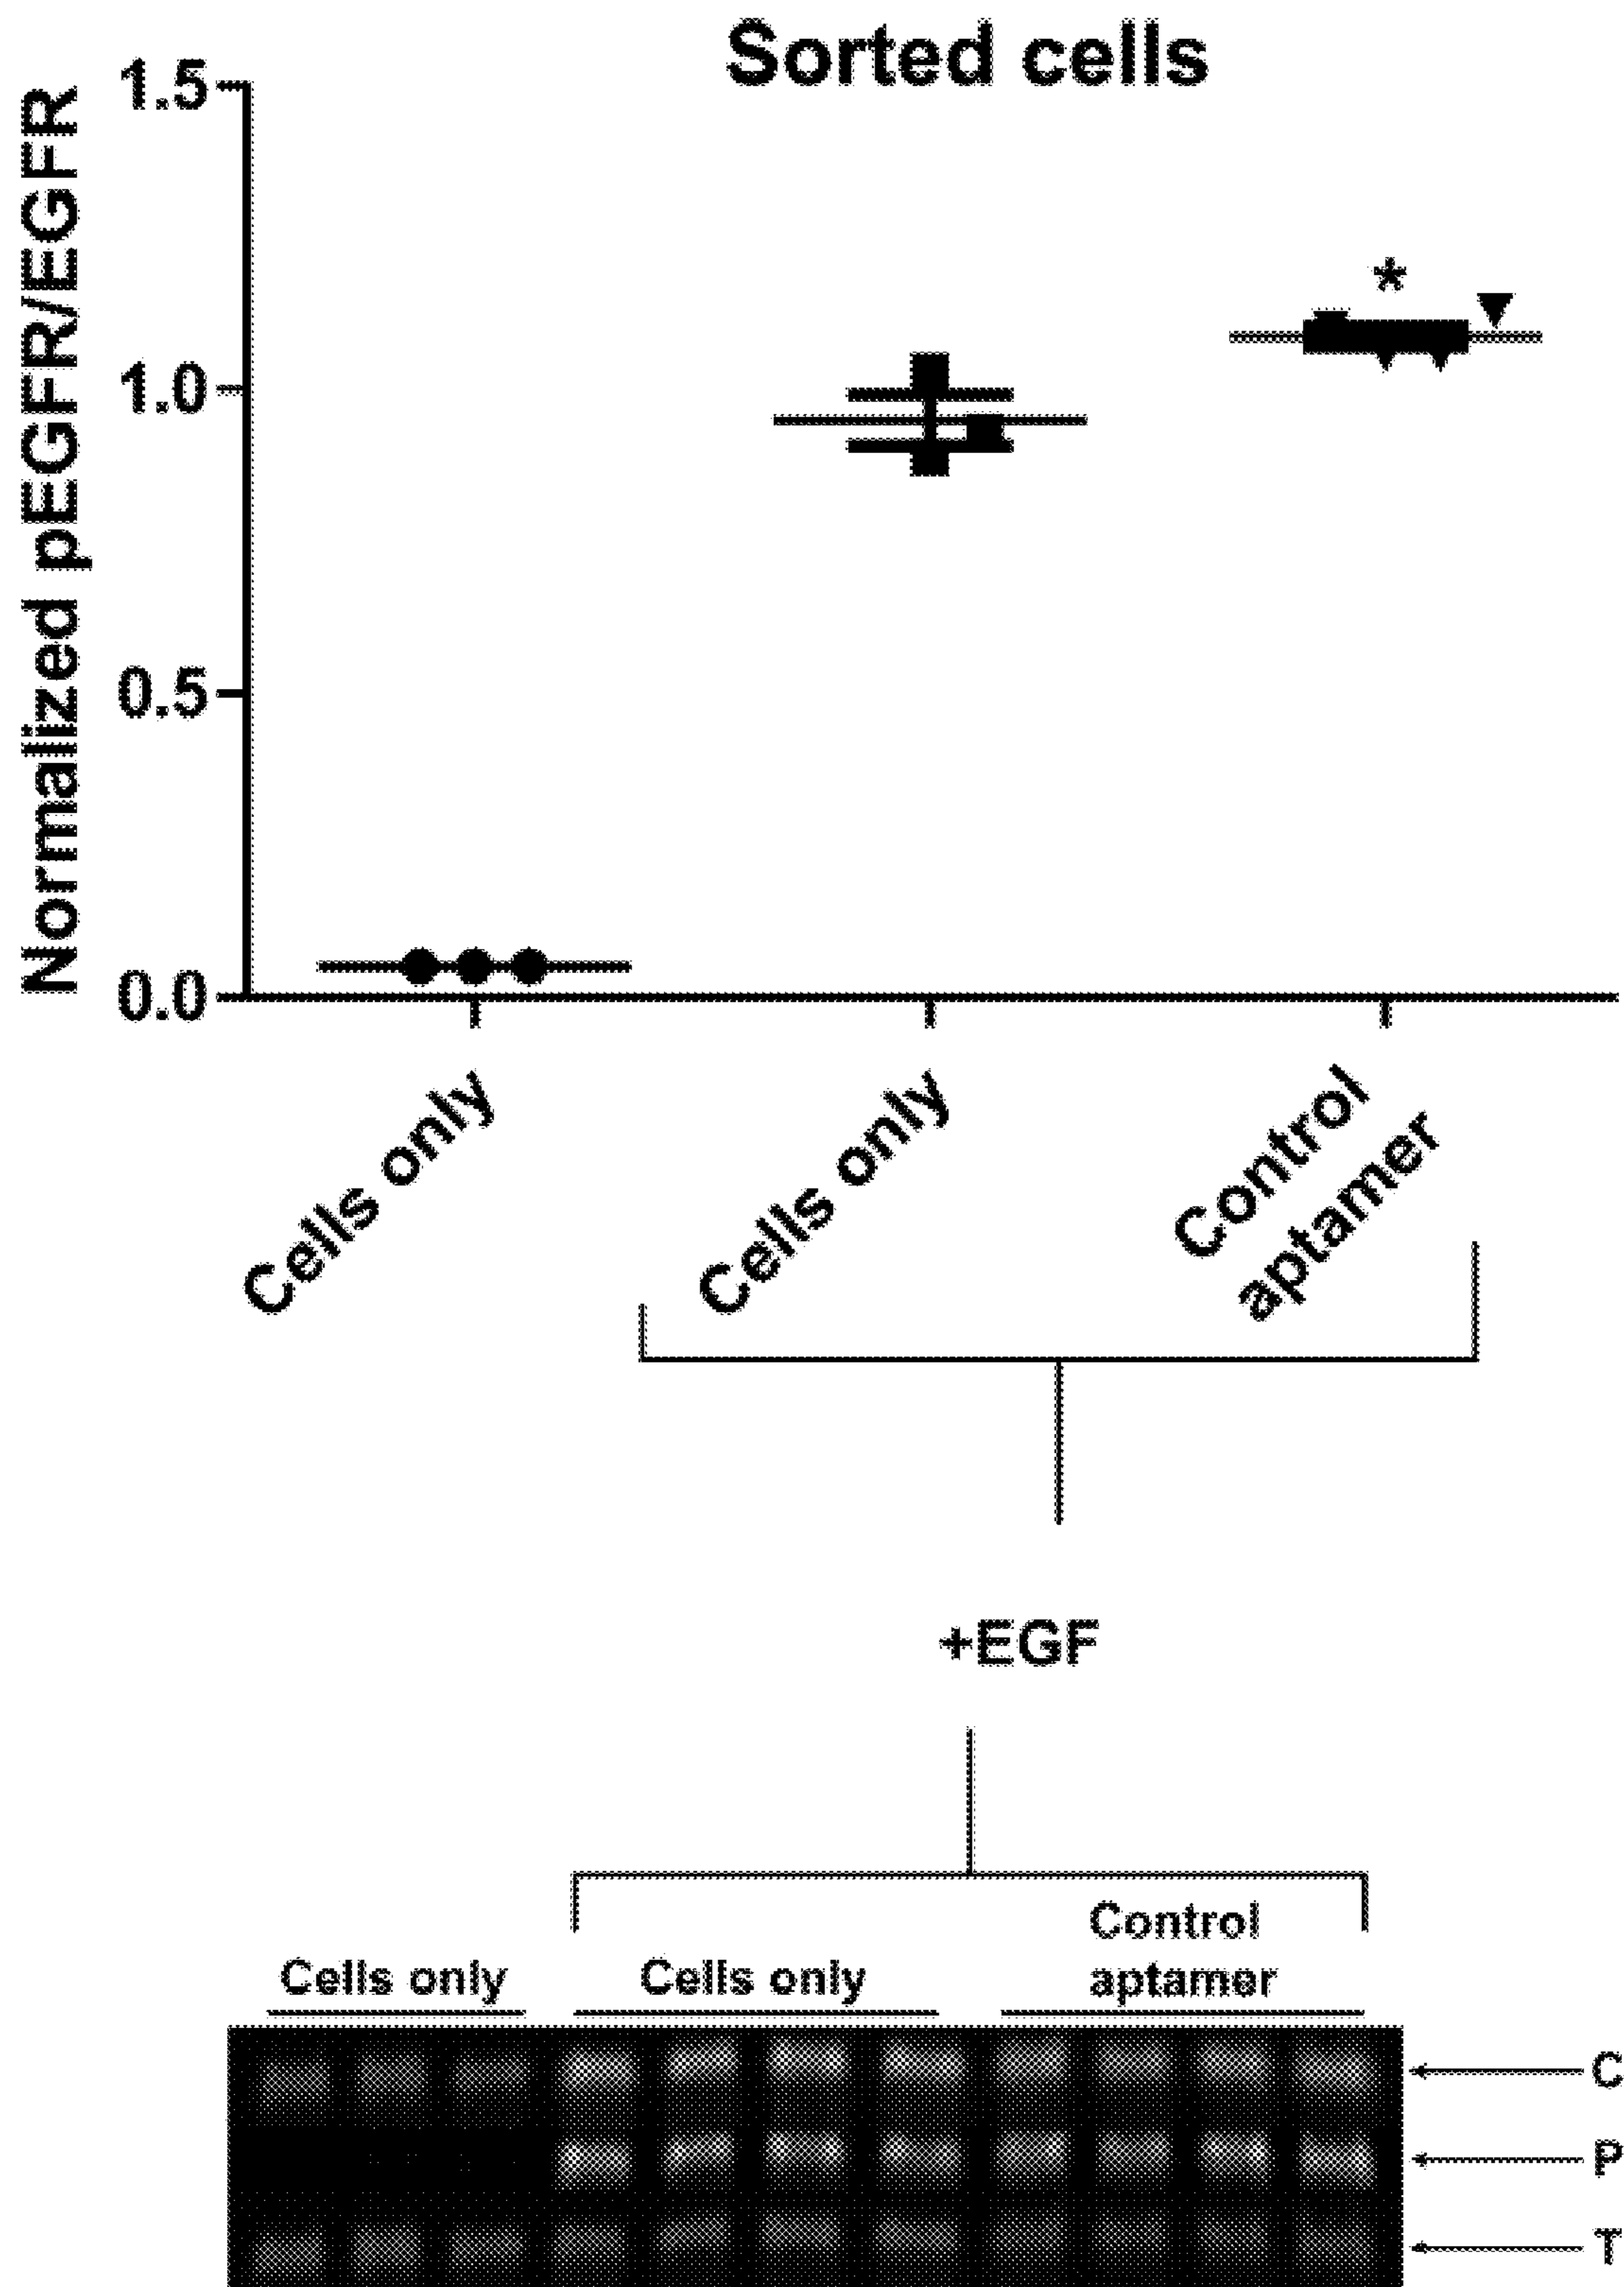 Sorted cells
Normalized pEGFR/EGFR
1.5
1.0
0.5
0.0
*
Cells only
Cells only
Control
aptamer
+EGF
Cells only
Cells only
Control
aptamer
C
P
T